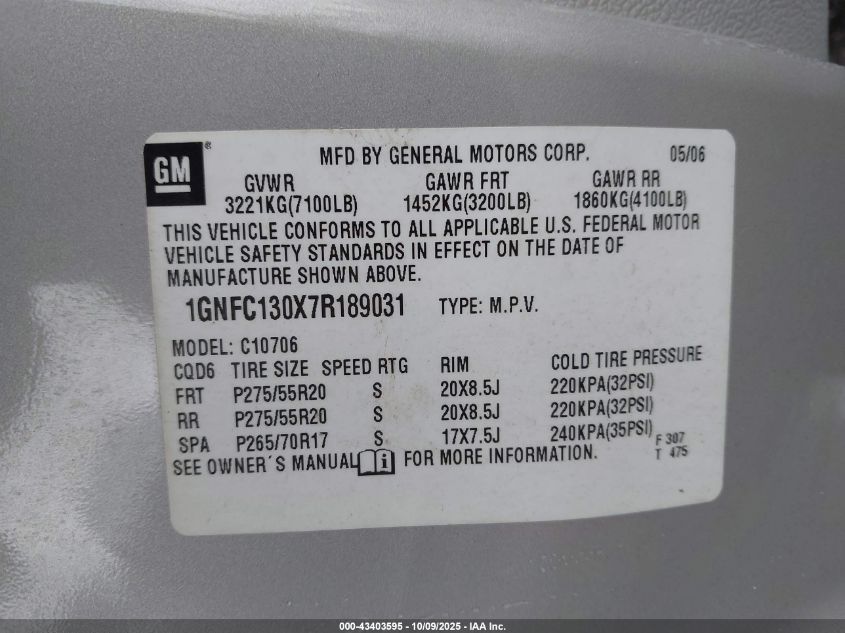 GM ®
MFD BY GENERAL MOTORS CORP. 05/06
GVWR GAWR FRT GAWR RR
3221KG(7100LB) 1452KG(3200LB) 1860KG(4100LB)
THIS VEHICLE CONFORMS TO ALL APPLICABLE U.S. FEDERAL MOTOR
VEHICLE SAFETY STANDARDS IN EFFECT ON THE DATE OF
MANUFACTURE SHOWN ABOVE.
1GNFC130X7R189031 TYPE: M.P.V.
MODEL: C10706
CQD6 TIRE SIZE SPEED RTG RIM COLD TIRE PRESSURE
FRT P275/55R20 S 20X8.5J 220KPA(32PSI)
RR P275/55R20 S 20X8.5J 220KPA(32PSI)
SPA P265/70R17 S 17X7.5J 240KPA(35PSI) F 307
SEE OWNER´S MANUAL i FOR MORE INFORMATION. T 475
000-43403595 - 10/09/2025 - IAA Inc.